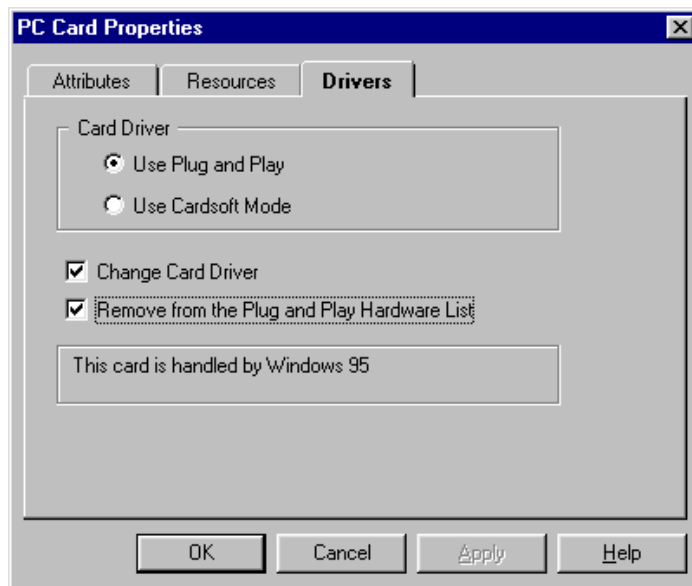 PC Card Properties
Attributes Resources Drivers
Card Driver
Use Plug and Play
Use Cardsoft Mode
Change Card Driver
Remove from the Plug and Play Hardware List
This card is handled by Windows 95
OK Cancel Apply Help